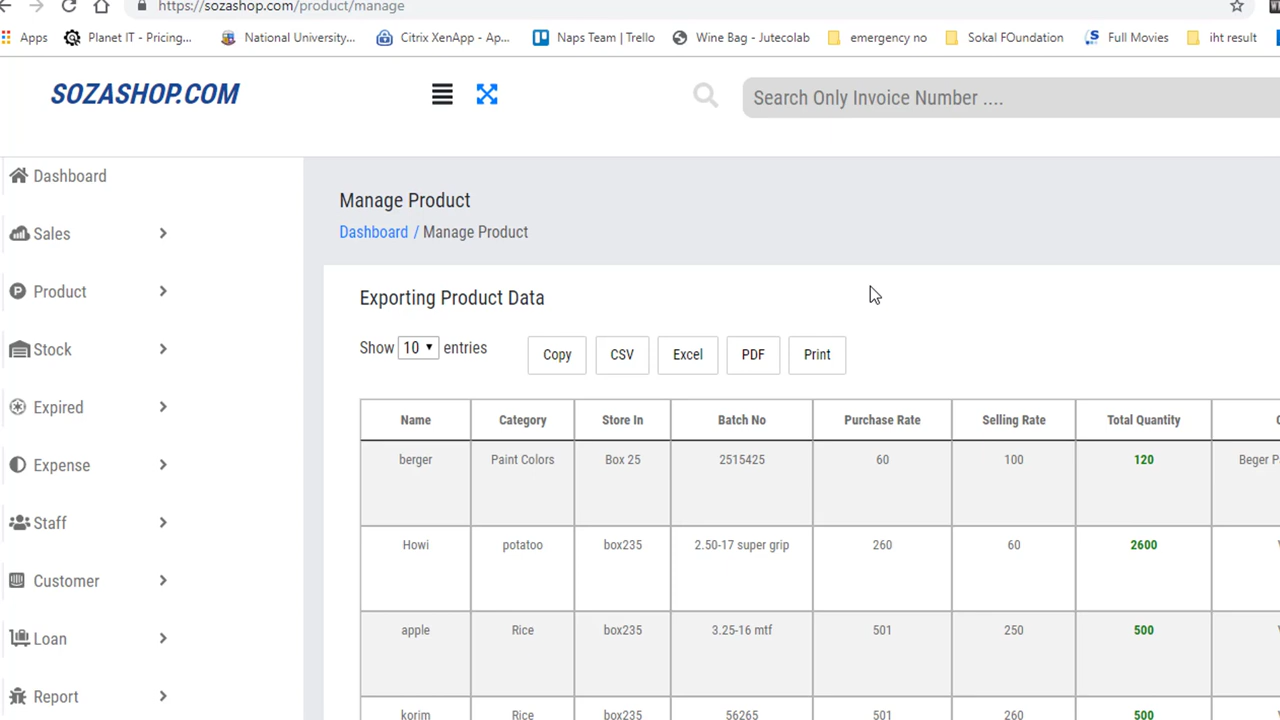 https://sozashop.com/product/manage
Apps Planet IT - Pricing... National University... Citrix XenApp - Ap... Naps Team | Trello Wine Bag - Jutecolab emergency no Sokal FOundation Full Movies iht result
SOZASHOP.COM Search Only Invoice Number ....
Dashboard
Sales
Product
Stock
Expired
Expense
Staff
Customer
Loan
Report
Manage Product
Dashboard / Manage Product
Exporting Product Data
Show 10 entries Copy CSV Excel PDF Print
Name Category Store In Batch No Purchase Rate Selling Rate Total Quantity
berger Paint Colors Box 25 2515425 60 100 120 Beger P
Howi potatoo box235 2.50-17 super grip 260 60 2600
apple Rice box235 3.25-16 mtf 501 250 500
korim Rice box235 56265 501 260 500